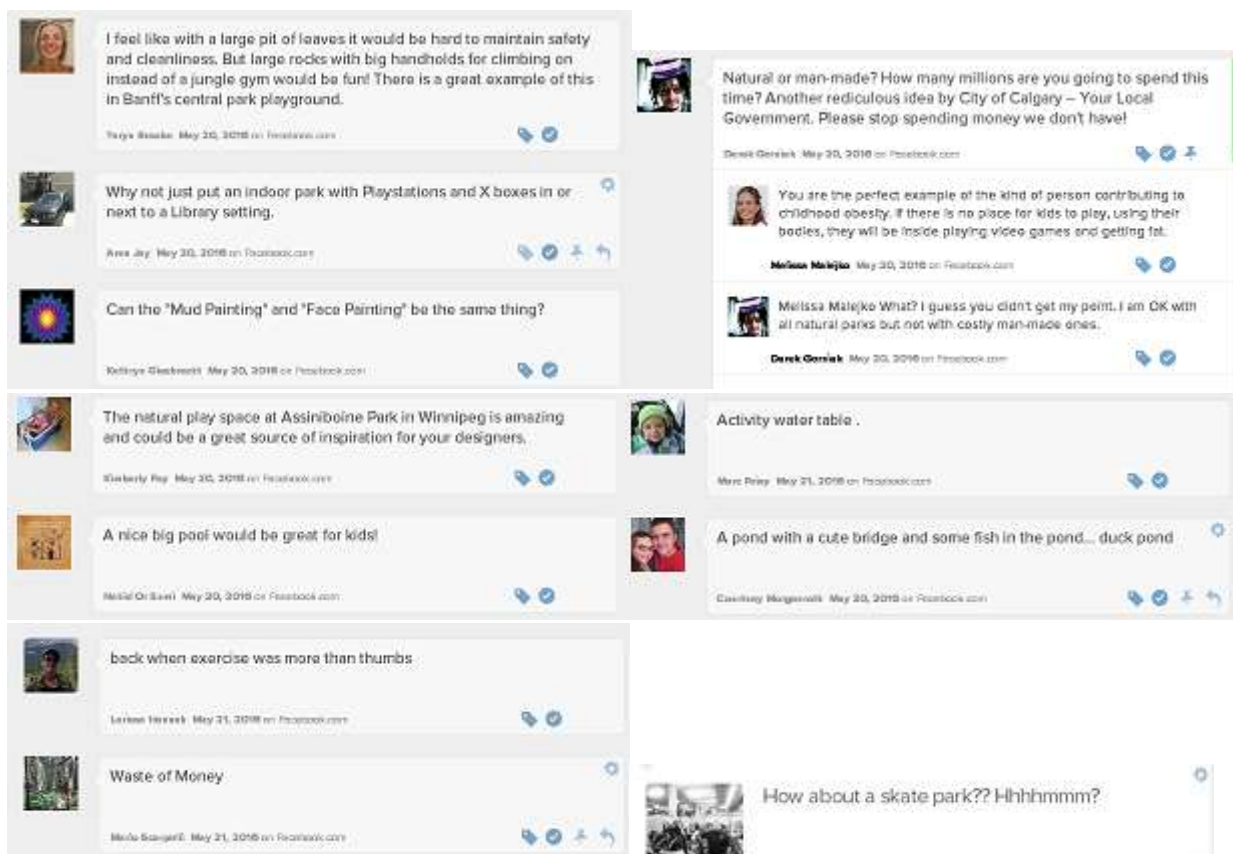 I feel like with a large pit of leaves it would be hard to maintain safety
and cleanliness. But large rocks with big handholds for climbing on
instead of a jungle gym would be fun! There is a great example of this
in Banff's central park playground.
May 20, 2016 on Facebook.com
Why not just put an indoor park with Playstations and X boxes in or
next to a Library setting.
May 20, 2016 on Facebook.com
Can the "Mud Painting" and "Face Painting" be the same thing?
May 20, 2016 on Facebook.com
Natural or man-made? How many millions are you going to spend this
time? Another rediculous idea by City of Calgary – Your Local
Government. Please stop spending money we don't have!
Derek Gorniak May 20, 2016 on Facebook.com
You are the perfect example of the kind of person contributing to
childhood obesity. If there is no place for kids to play, using their
bodies, they will be inside playing video games and getting fat.
Melissa Malejko May 20, 2016 on Facebook.com
Melissa Malejko What? I guess you didn't get my point. I am OK with
all natural parks but not with costly man-made ones.
May 20, 2016 on Facebook.com
The natural play space at Assiniboine Park in Winnipeg is amazing
and could be a great source of inspiration for your designers.
May 20, 2016 on Facebook.com
A nice big pool would be great for kids!
May 20, 2016 on Facebook.com
Activity water table .
May 21, 2016 on Facebook.com
A pond with a cute bridge and some fish in the pond... duck pond
May 20, 2016 on Facebook.com
back when exercise was more than thumbs
May 21, 2016 on Facebook.com
Waste of Money
May 21, 2016 on Facebook.com
How about a skate park?? Hhhhmmm?